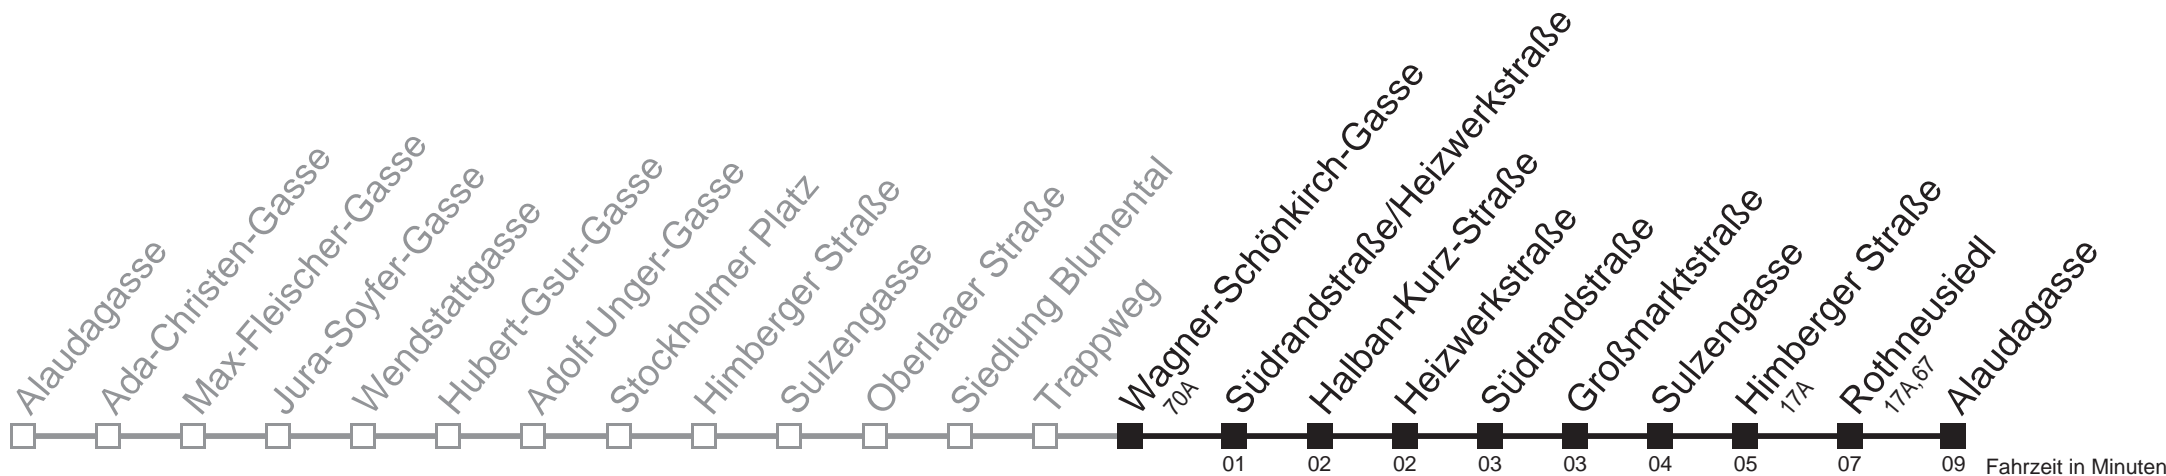 Alaudagasse
Ada-Christen-Gasse
Max-Fleischer-Gasse
Jura-Soyfer-Gasse
Wendstattgasse
Hubert-Gsur-Gasse
Adolf-Unger-Gasse
Stockholmer Platz
Himberger Straße
Sulzengasse
Oberlaaer Straße
Siedlung Blumental
Trappweg
Wagner-Schönkirch-Gasse
70A
Südrandstraße/Heizwerkstraße
Halban-Kurz-Straße
Heizwerkstraße
Südrandstraße
Großmarktstraße
Sulzengasse
Himberger Straße
17A
Rothneusiedl
17A,67
Alaudagasse
01 02 02 03 03 04 05 07 09 Fahrzeit in Minuten